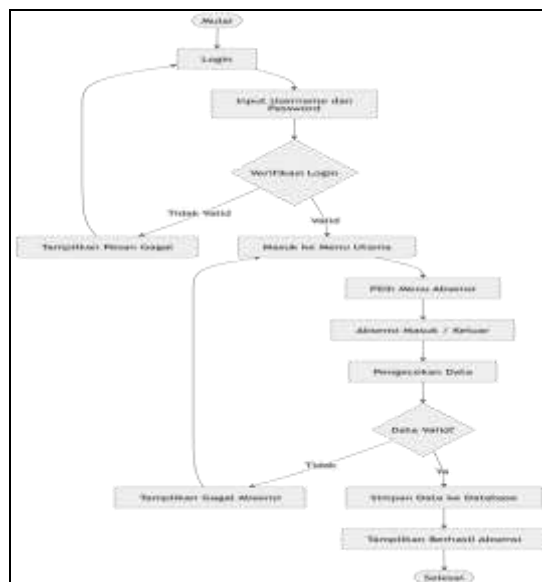 Mulai
Login
Input Username dan
Password
Verifikasi Login
Tidak Valid
Valid
Tampilkan Pesan Gagal
Masuk ke Menu Utama
Pilih Menu Absensi
Absensi Masuk / Keluar
Pengecekan Data
Data Valid?
Tidak
Ya
Tampilkan Gagal Absensi
Simpan Data ke Database
Tampilkan Berhasil Absensi
Selesai